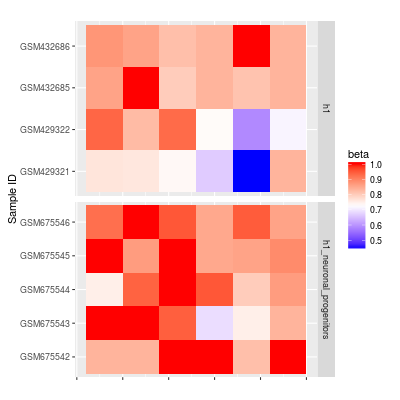 GSM432686
GSM432685
GSM429322
GSM429321
h1
GSM675546
GSM675545
GSM675544
GSM675543
GSM675542
h1_neuronal_progenitors
Sample ID
beta
1.0
0.9
0.8
0.7
0.6
0.5